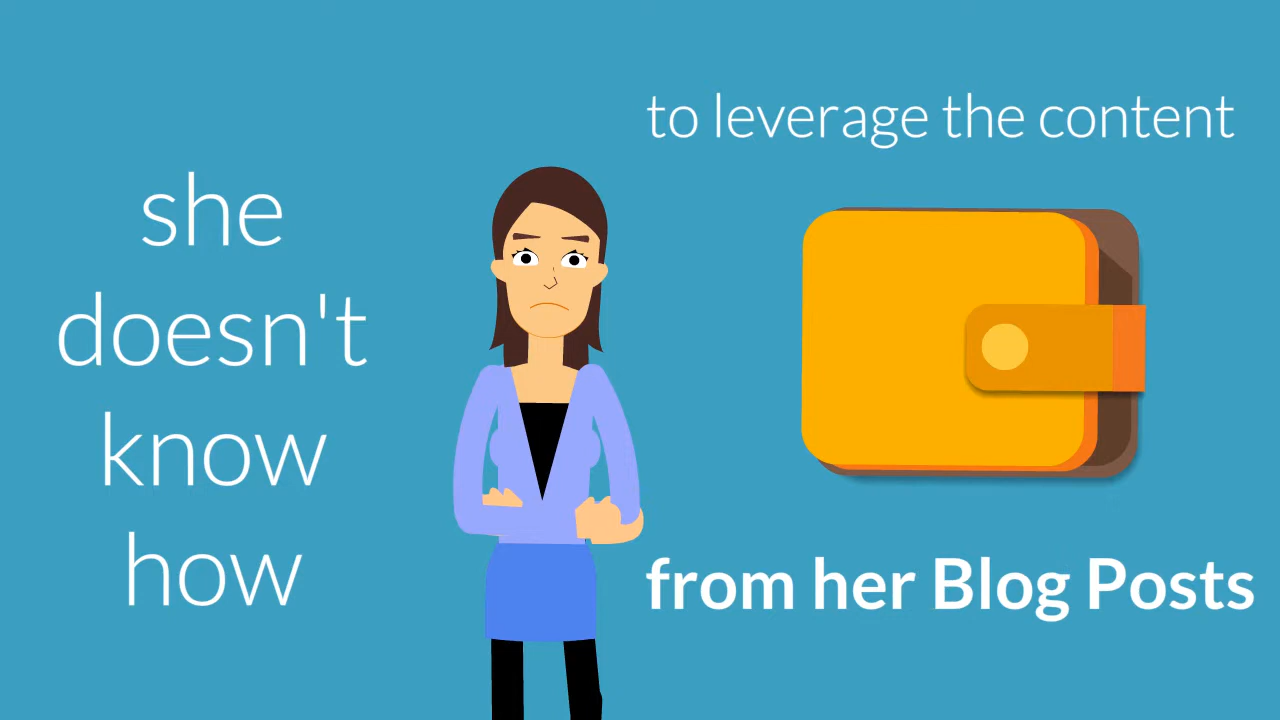 she
doesn't
know
how
to leverage the content
from her Blog Posts